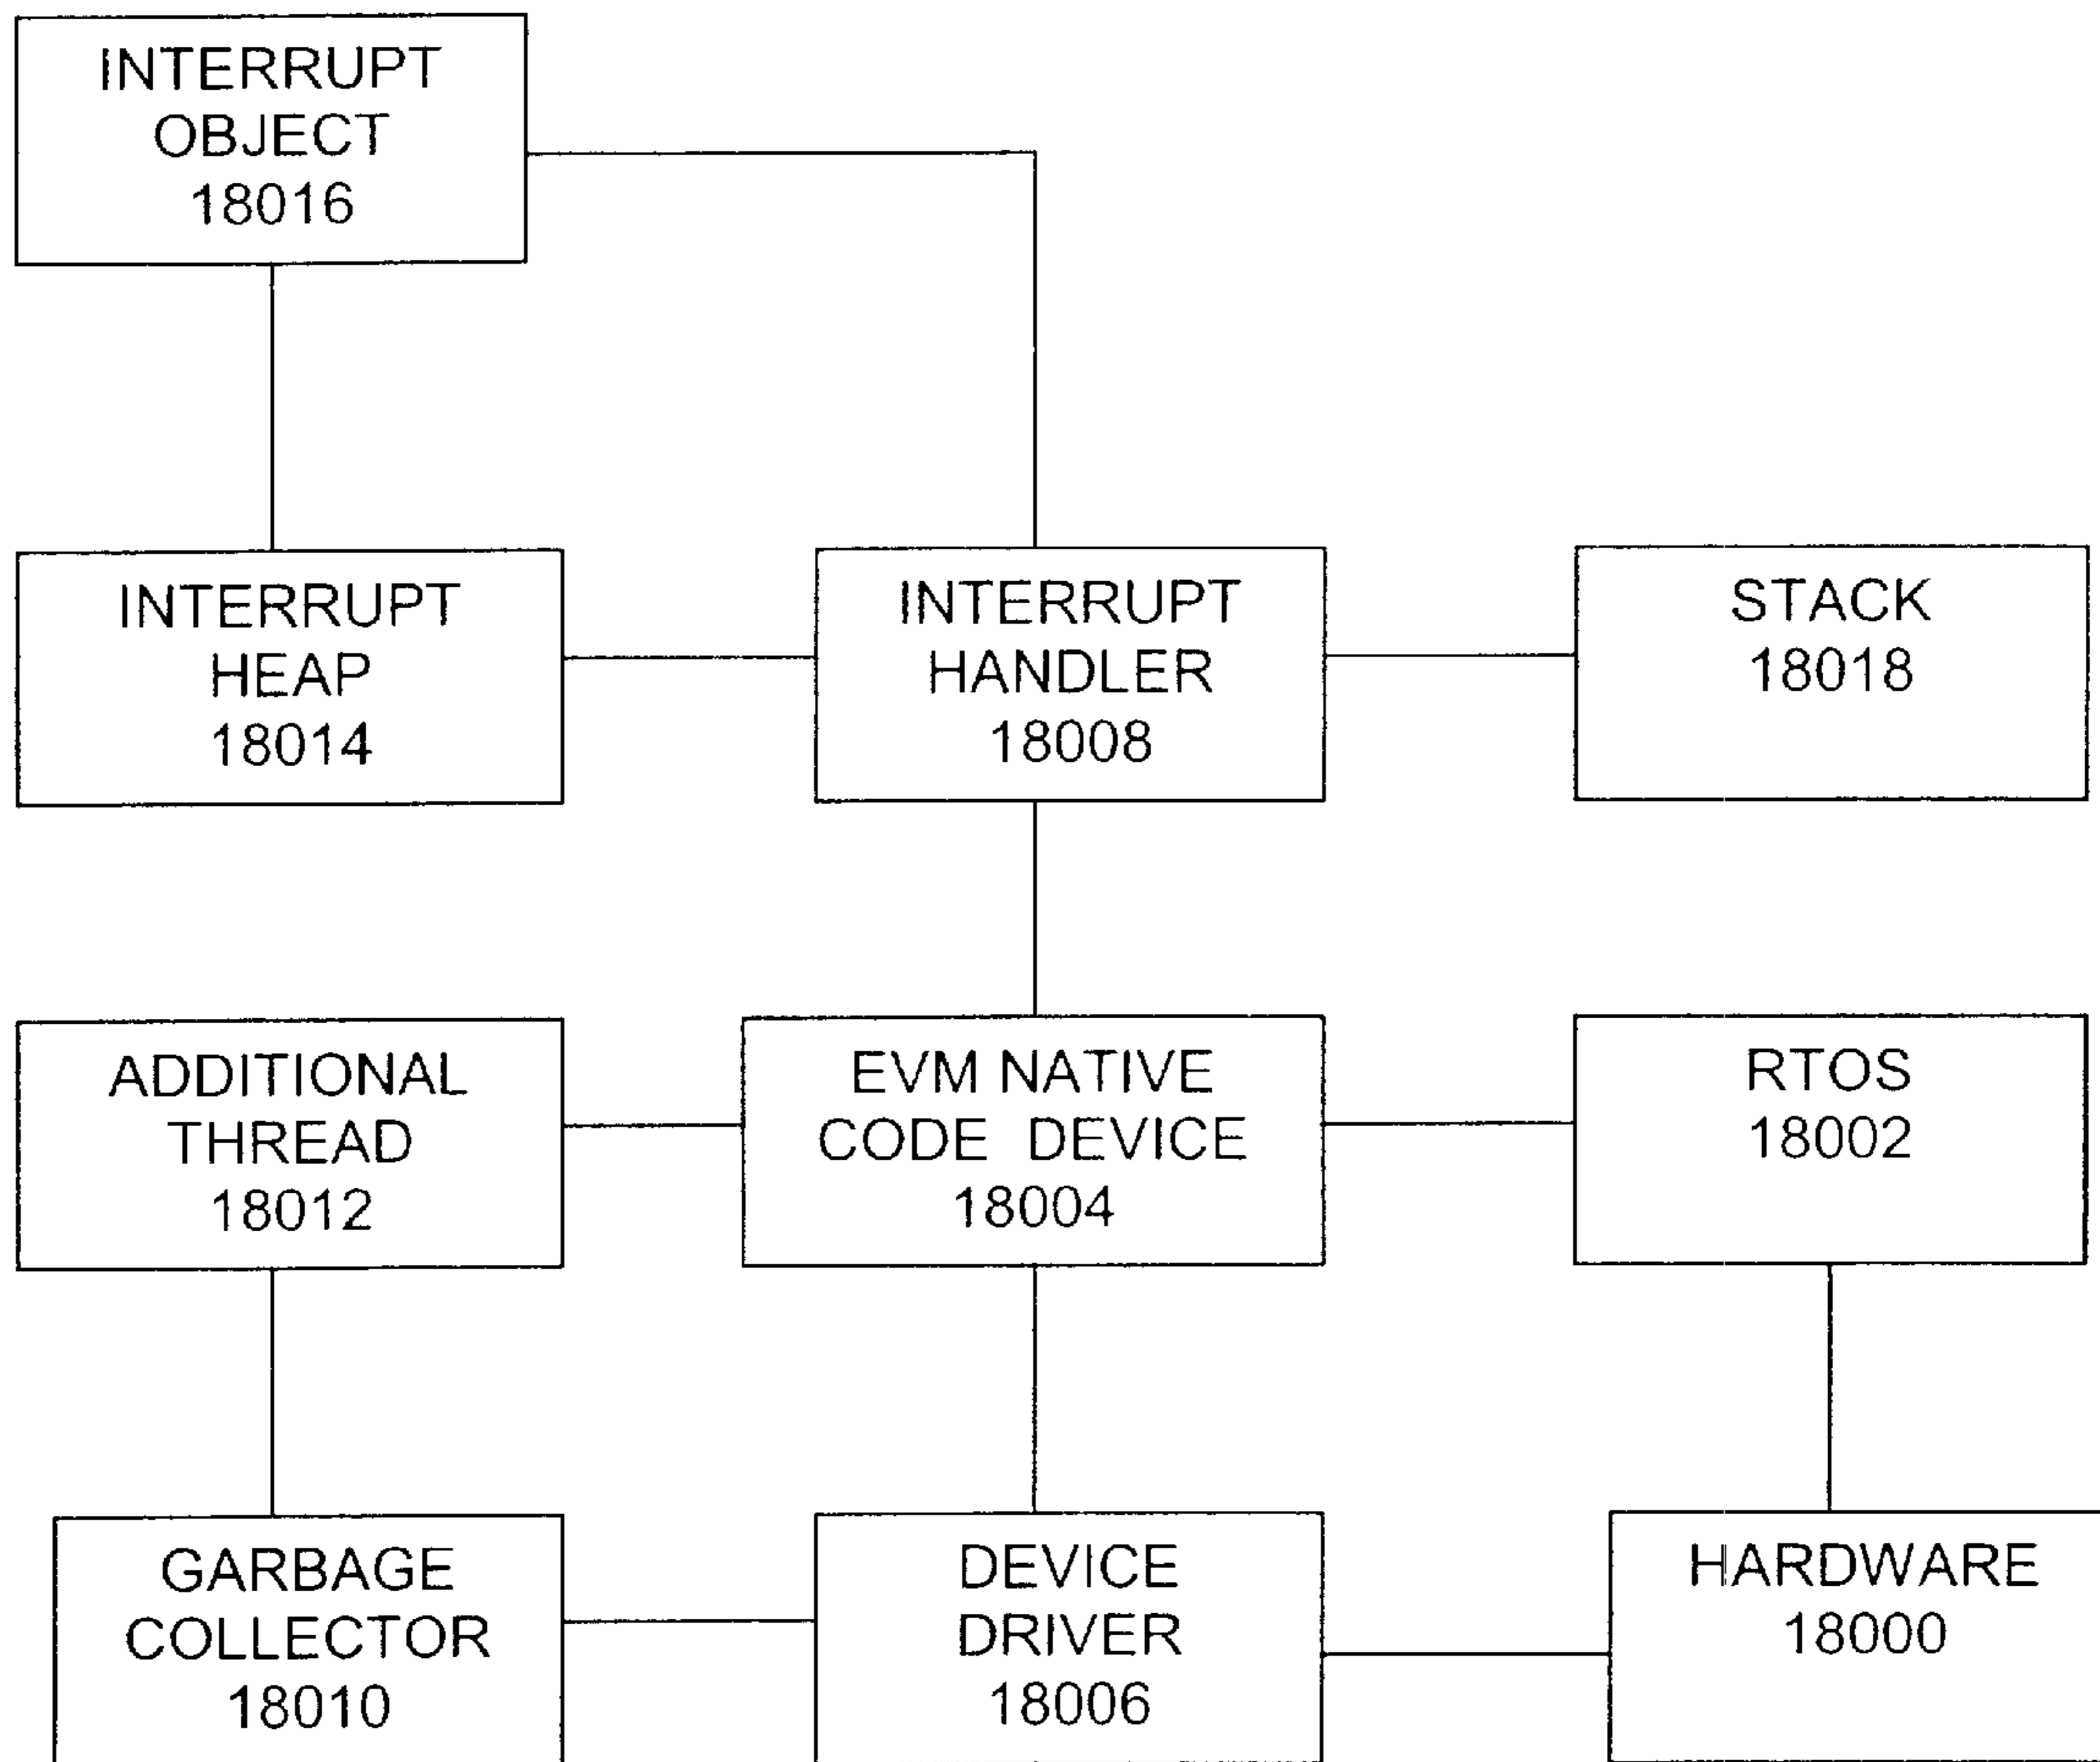 INTERRUPT
OBJECT
18016
INTERRUPT
HEAP
18014
INTERRUPT
HANDLER
18008
STACK
18018
ADDITIONAL
THREAD
18012
EVM NATIVE
CODE DEVICE
18004
RTOS
18002
GARBAGE
COLLECTOR
18010
DEVICE
DRIVER
18006
HARDWARE
18000